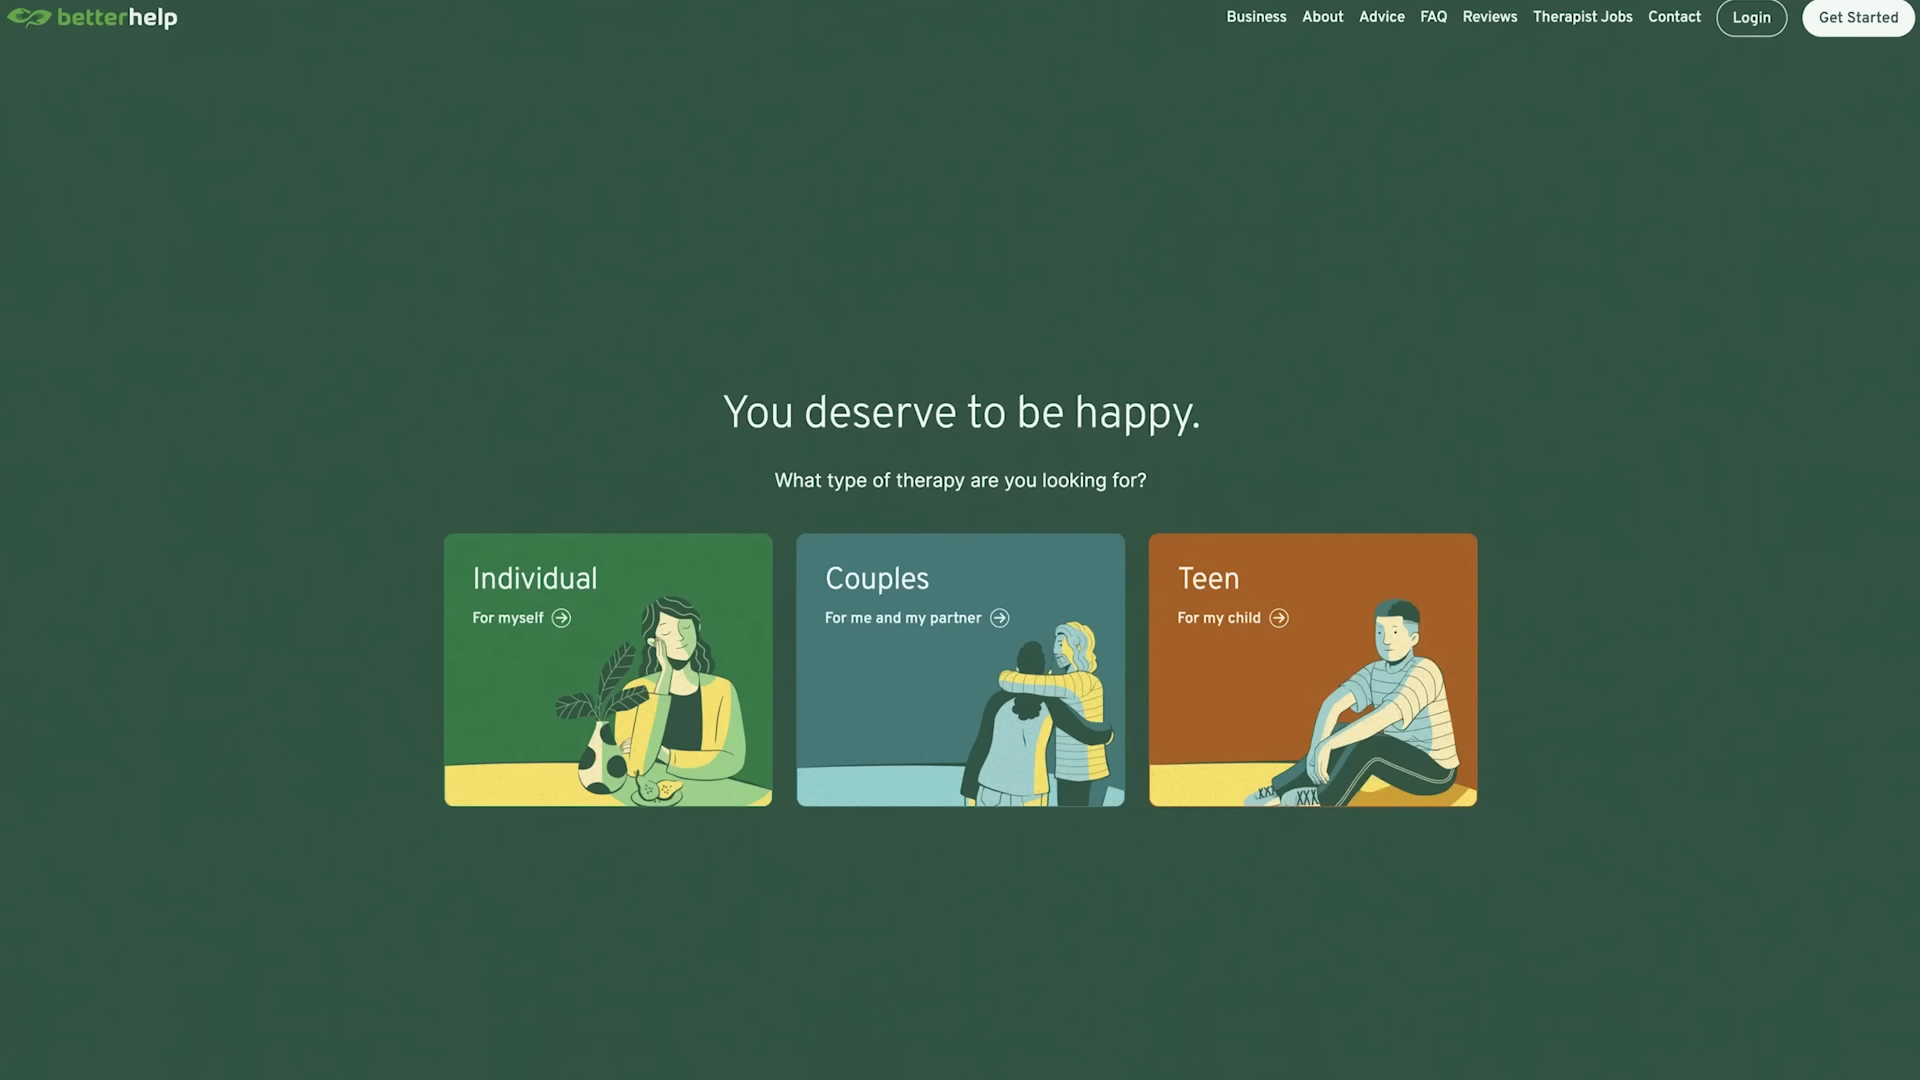 betterhelp
Business About Advice FAQ Reviews Therapist Jobs Contact Login Get Started
You deserve to be happy.
What type of therapy are you looking for?
Individual
For myself
Couples
For me and my partner
Teen
For my child